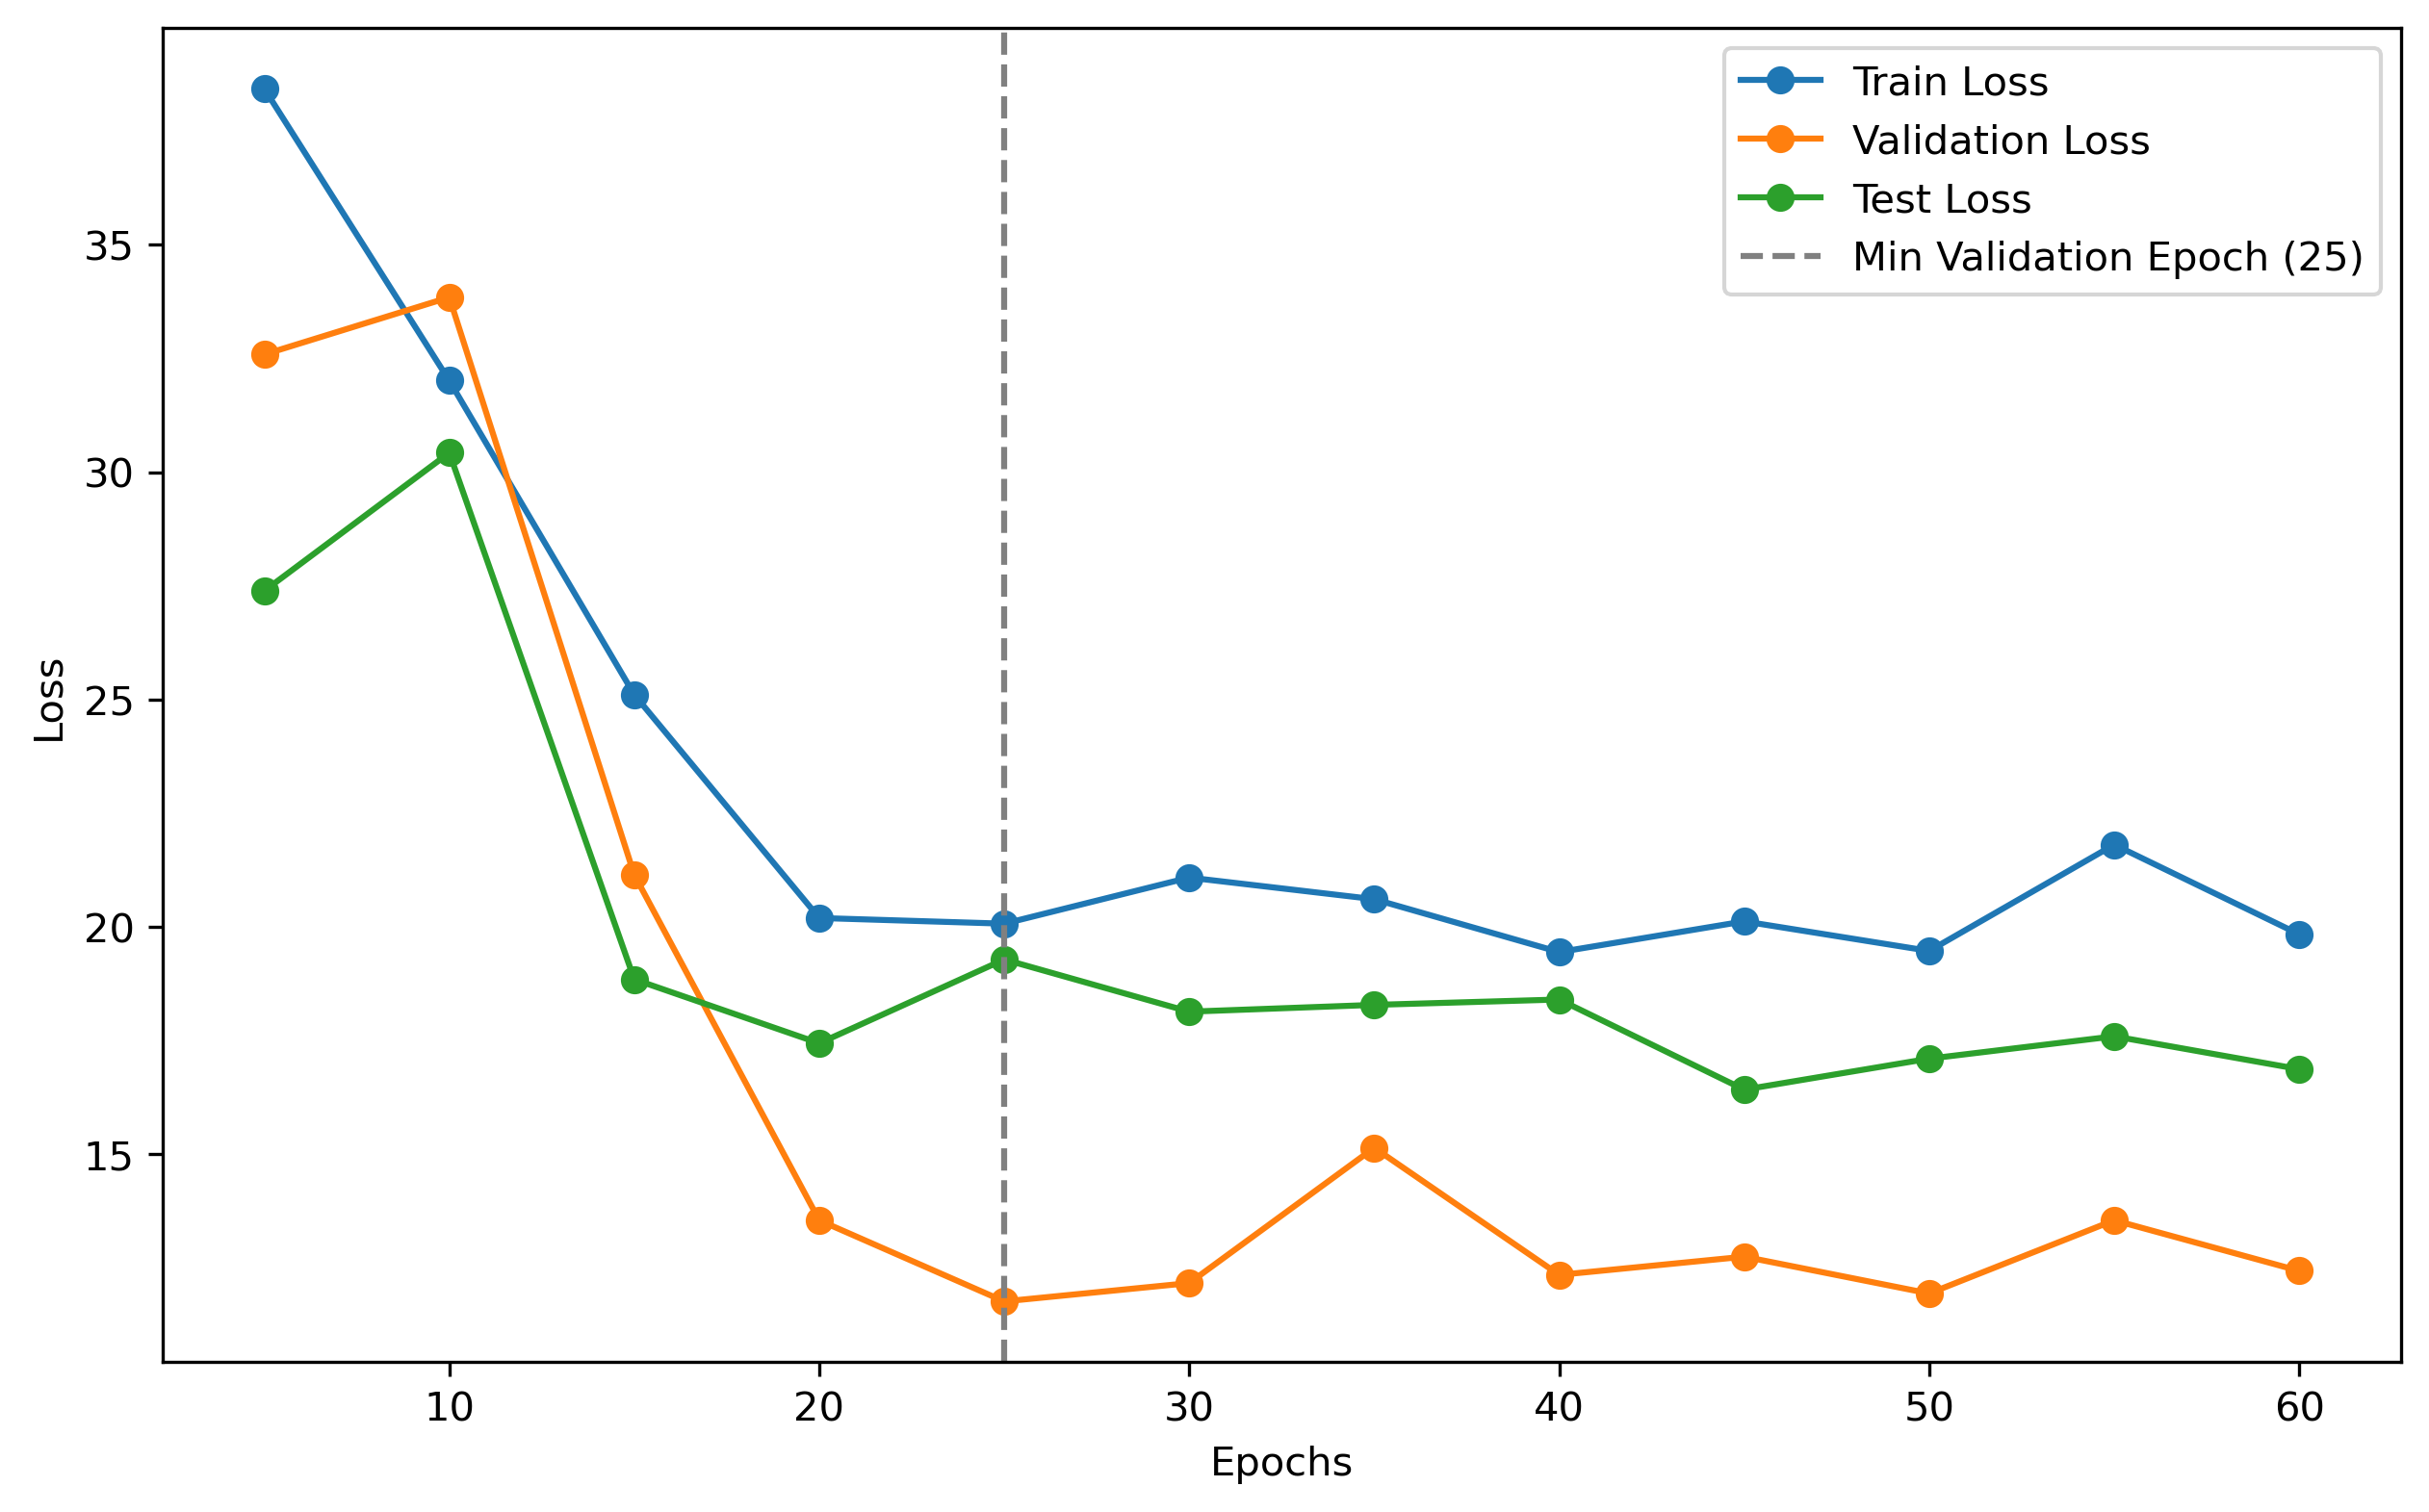 Train Loss
Validation Loss
Test Loss
Min Validation Epoch (25)
35
30
25
20
15
Loss
10 20 30 40 50 60
Epochs